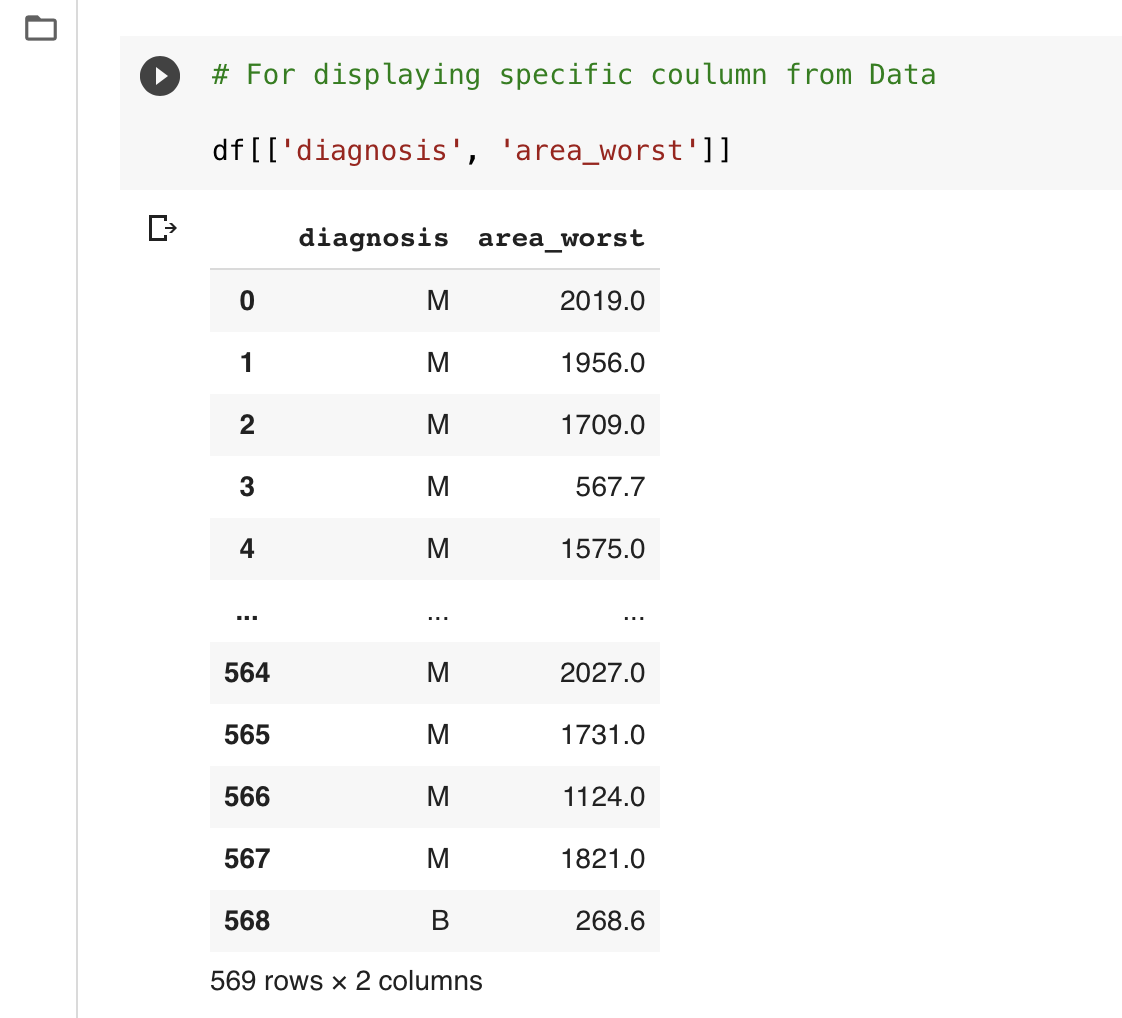 # For displaying specific coulumn from Data
df[['diagnosis', 'area_worst']]
diagnosis area_worst
0 M 2019.0
1 M 1956.0
2 M 1709.0
3 M 567.7
4 M 1575.0
... ... ...
564 M 2027.0
565 M 1731.0
566 M 1124.0
567 M 1821.0
568 B 268.6
569 rows × 2 columns